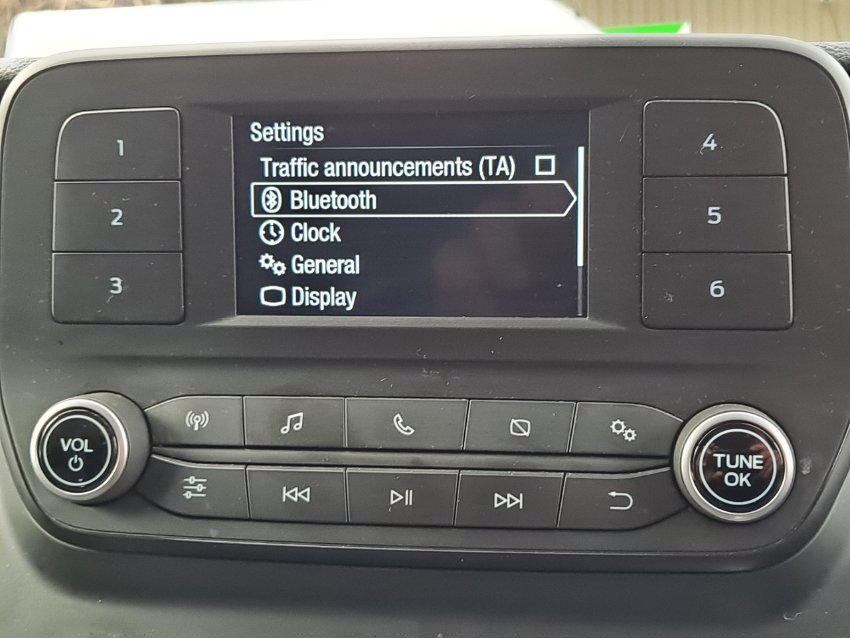 Settings
Traffic announcements (TA)
Bluetooth
Clock
General
Display
1
2
3
4
5
6
VOL
TUNE
OK